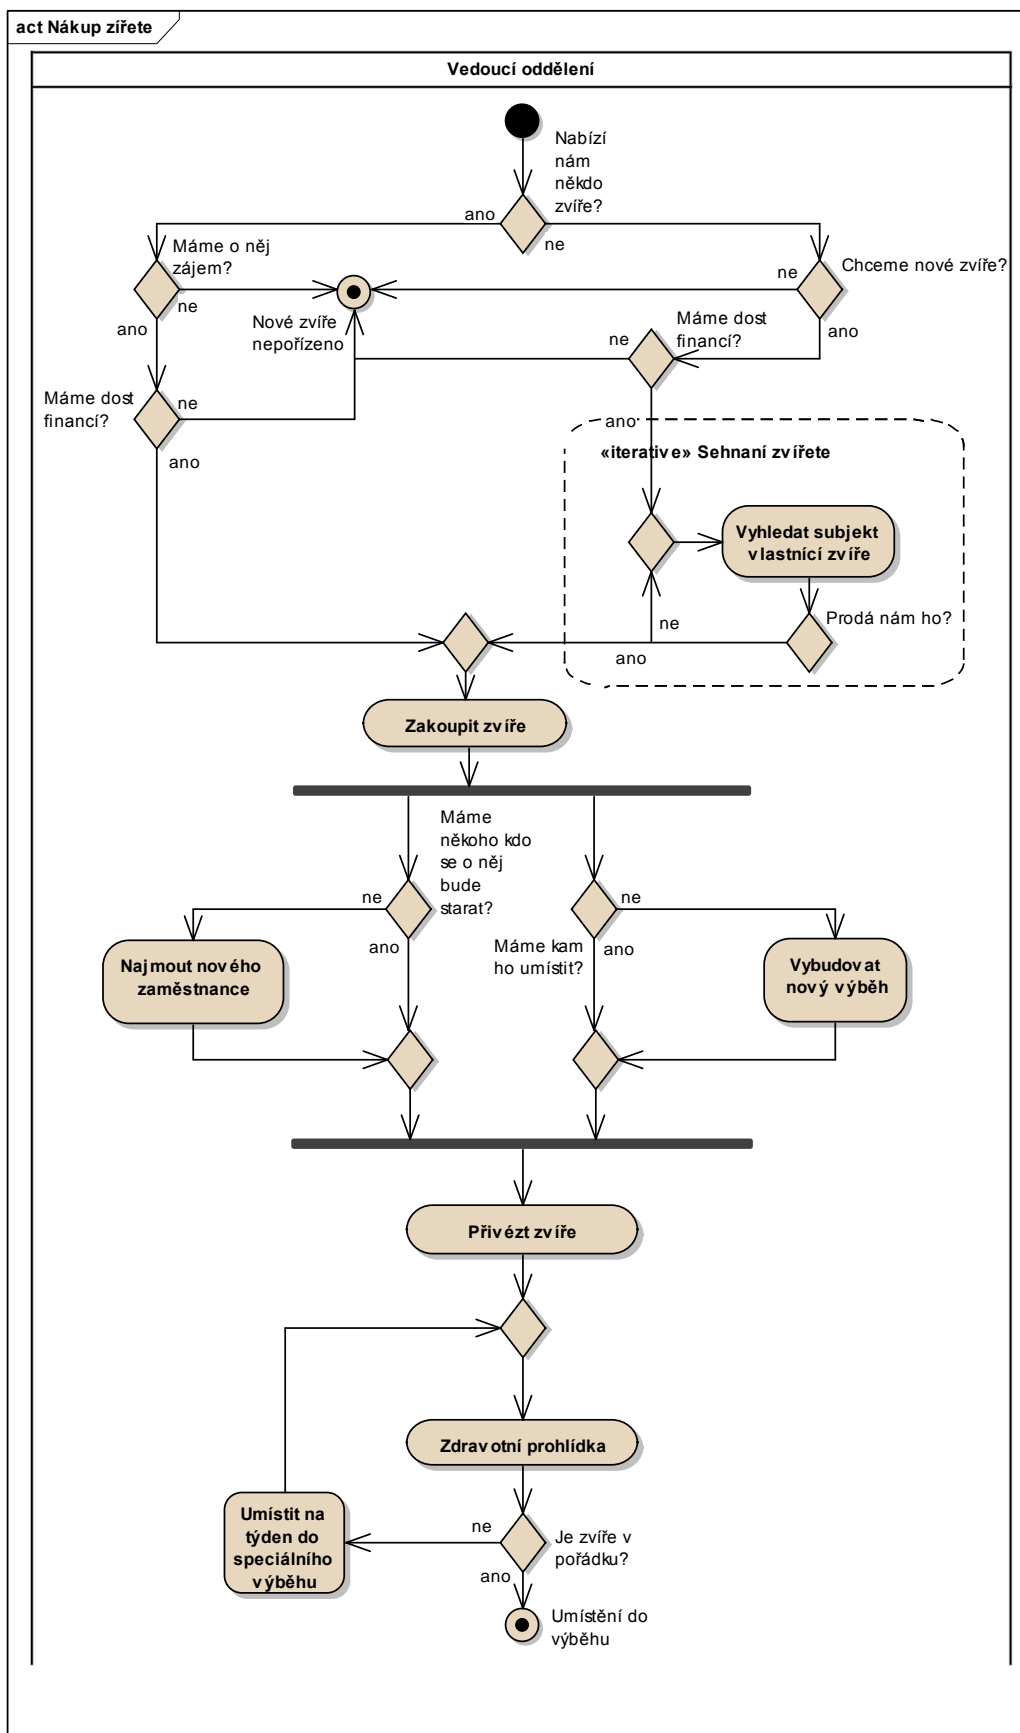 act Nákup zířete
Vedoucí oddělení
Nabízí
nám
někdo
zvíře?
ano
ne
Máme o něj
zájem?
ne
ano
Chceme nové zvíře?
ne
ano
Nové zvíře
nepořízeno
Máme dost
financí?
ne
ano
Máme dost
financí?
ne
ano
«iterative» Sehnaní zvířete
Vyhledat subjekt
vlastnící zvíře
Prodá nám ho?
ne
ano
Zakoupit zvíře
Máme
někoho kdo
se o něj
bude
starat?
ne
ano
Máme kam
ho umístit?
ne
ano
Najmout nového
zaměstnance
Vybudovat
nový výběh
Přivézt zvíře
Zdravotní prohlídka
Umístit na
týden do
speciálního
výběhu
ne
Je zvíře v
pořádku?
ano
Umístění do
výběhu